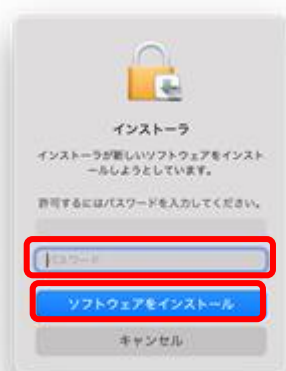 インストーラ
インストーラが新しいソフトウェアをインスト
ールしようとしています。
許可するにはパスワードを入力してください。
パスワード
ソフトウェアをインストール
キャンセル